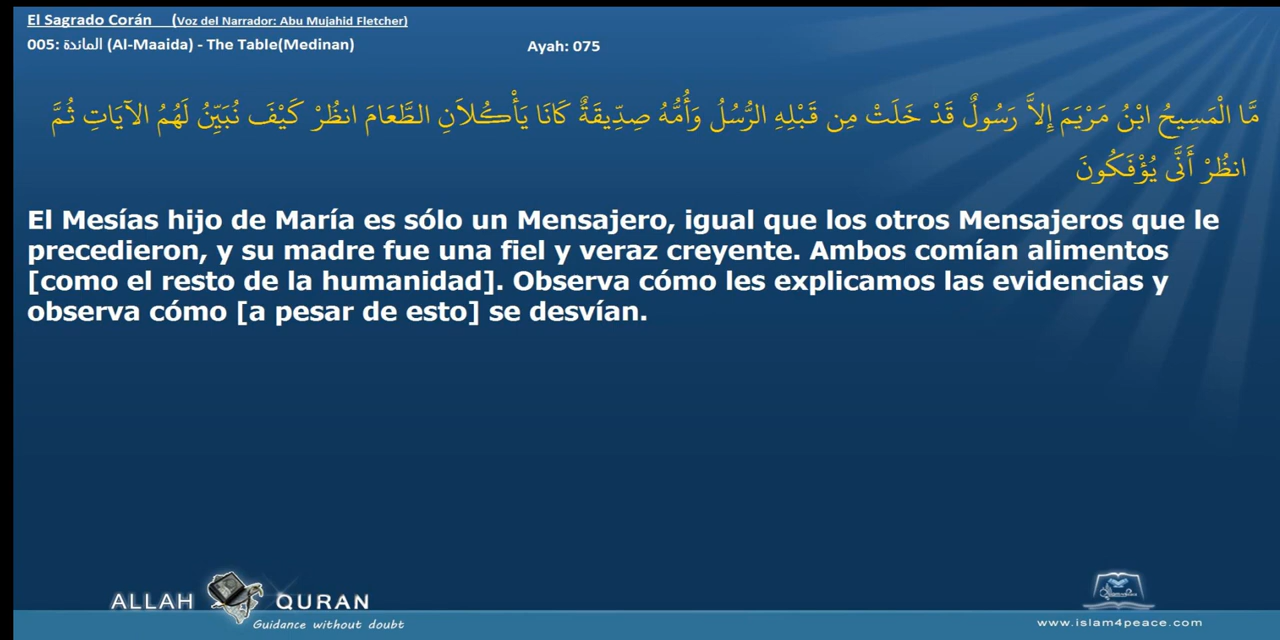 El Sagrado Corán (Voz del Narrador: Abu Mujahid Fletcher)
005: المائدة (Al-Maaida) - The Table(Medinan)
Ayah: 075
مَّا الْمَسِيحُ ابْنُ مَرْيَمَ إِلاَّ رَسُولٌ قَدْ خَلَتْ مِن قَبْلِهِ الرُّسُلُ وَأُمُّهُ صِدِّيقَةٌ كَانَا يَأْكُلاَنِ الطَّعَامَ انظُرْ كَيْفَ نُبَيِّنُ لَهُمُ الآيَاتِ ثُمَّ
انظُرْ أَنَّى يُؤْفَكُونَ
El Mesías hijo de María es sólo un Mensajero, igual que los otros Mensajeros que le
precedieron, y su madre fue una fiel y veraz creyente. Ambos comían alimentos
[como el resto de la humanidad]. Observa cómo les explicamos las evidencias y
observa cómo [a pesar de esto] se desvían.
ALLAH QURAN
Guidance without doubt
www.islam4peace.com